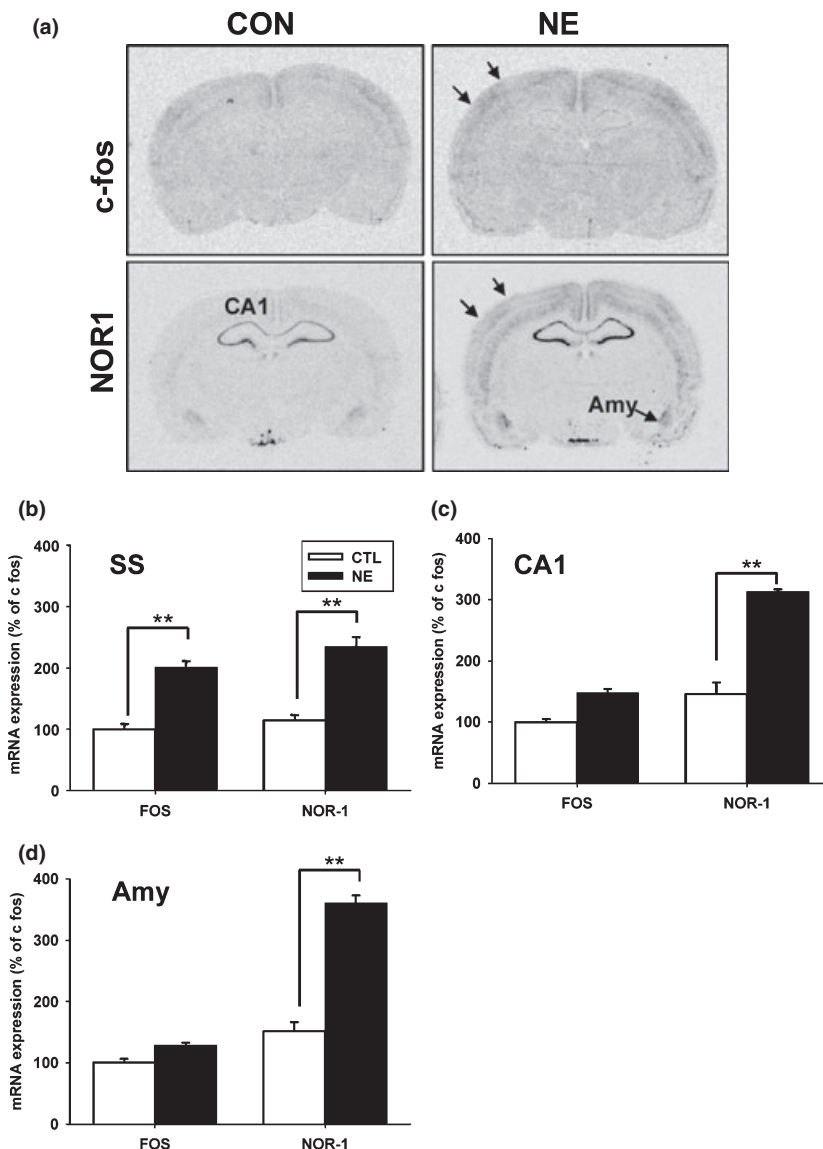 (a)
CON
NE
c-fos
NOR1
CA1
Amy
(b)
mRNA expression (% of c fos)
400
300
200
100
0
SS
CTL
NE
**
**
FOS
NOR-1
(c)
mRNA expression (% of c fos)
400
300
200
100
0
CA1
**
FOS
NOR-1
(d)
mRNA expression (% of c fos)
400
300
200
100
0
Amy
**
FOS
NOR-1